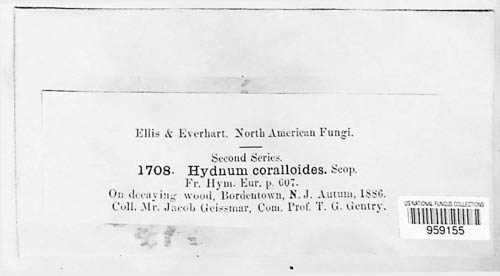 Ellis & Everhart. North American Fungi.
Second Series.
1708. Hydnum coralloides. Scop.
Fr. Hym. Eur. p. 607.
On decaying wood, Bordentown, N. J. Autum, 1886.
Coll. Mr. Jacob Geissmar, Com. Prof. T. G. Gentry.
US NATIONAL FUNGUS COLLECTIONS
959155